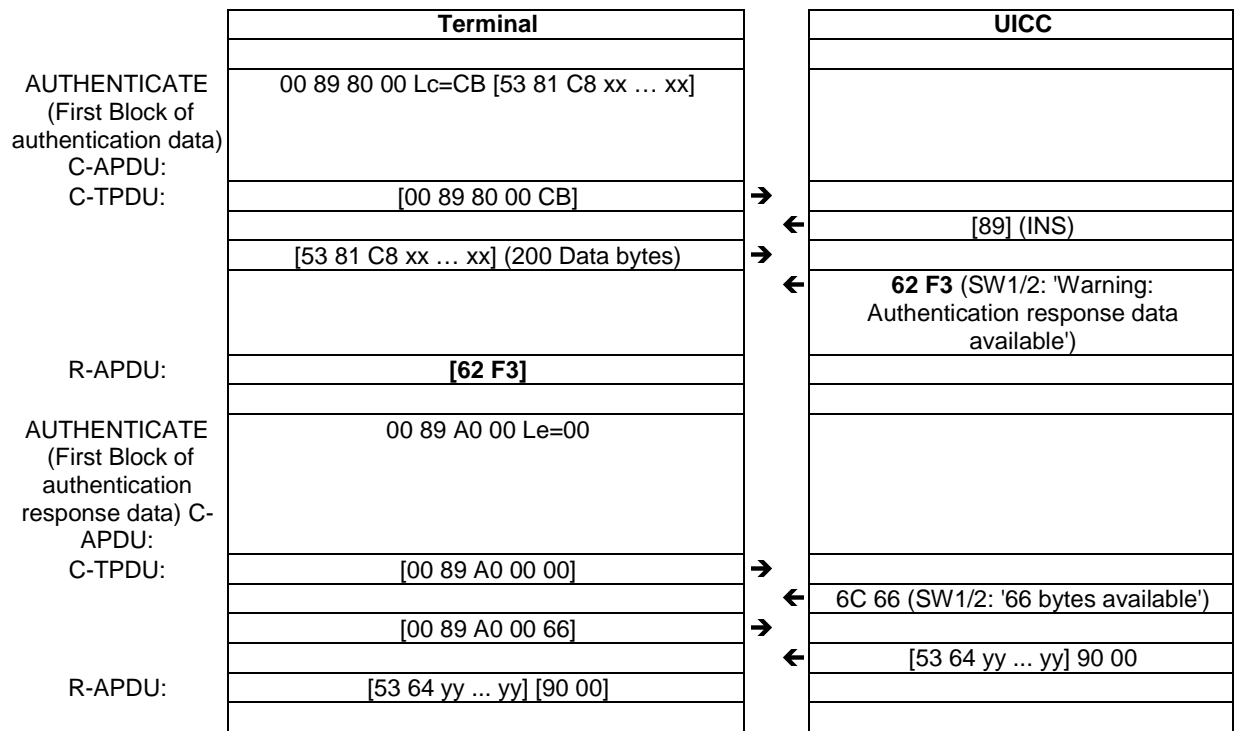 Terminal
UICC
AUTHENTICATE
(First Block of
authentication data)
C-APDU:
00 89 80 00 Lc=CB [53 81 C8 xx … xx]
C-TPDU:
[00 89 80 00 CB]
➔
🡨
[89] (INS)
[53 81 C8 xx … xx] (200 Data bytes)
➔
🡨
62 F3 (SW1/2: 'Warning:
Authentication response data
available')
R-APDU:
[62 F3]
AUTHENTICATE
(First Block of
authentication
response data) C-
APDU:
00 89 A0 00 Le=00
C-TPDU:
[00 89 A0 00 00]
➔
🡨
6C 66 (SW1/2: '66 bytes available')
[00 89 A0 00 66]
➔
🡨
[53 64 yy ... yy] 90 00
R-APDU:
[53 64 yy ... yy] [90 00]